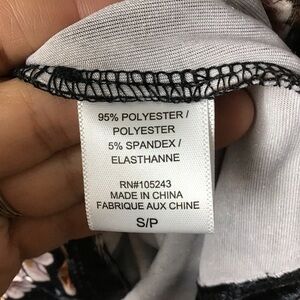 95% POLYESTER /
POLYESTER
5% SPANDEX /
ELASTHANNE
RN#105243
MADE IN CHINA
FABRIQUE AUX CHINE
S/P